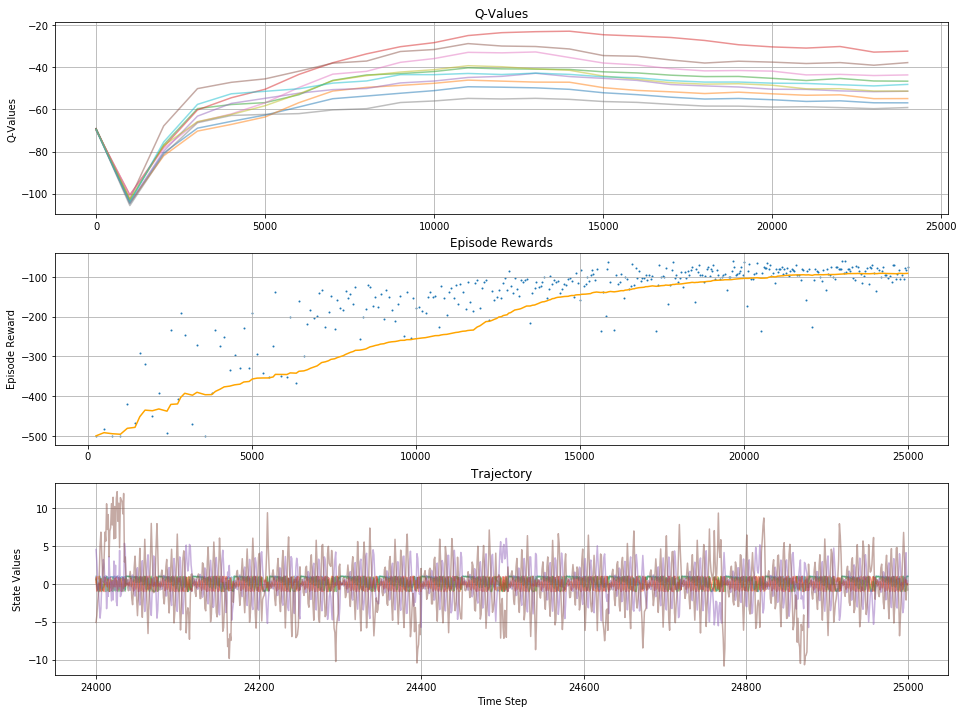 Q-Values
Q-Values
−20
−40
−60
−80
−100
0 5000 10000 15000 20000 25000
Episode Rewards
Episode Reward
−100
−200
−300
−400
−500
0 5000 10000 15000 20000 25000
Trajectory
State Values
10
5
0
−5
−10
24000 24200 24400 24600 24800 25000
Time Step